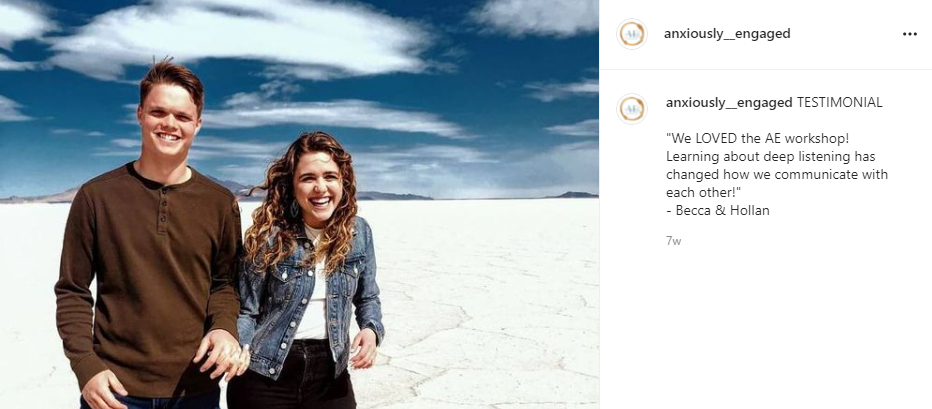 anxiously__engaged
anxiously__engaged TESTIMONIAL
"We LOVED the AE workshop!
Learning about deep listening has
changed how we communicate with
each other!"
- Becca & Hollan
7w